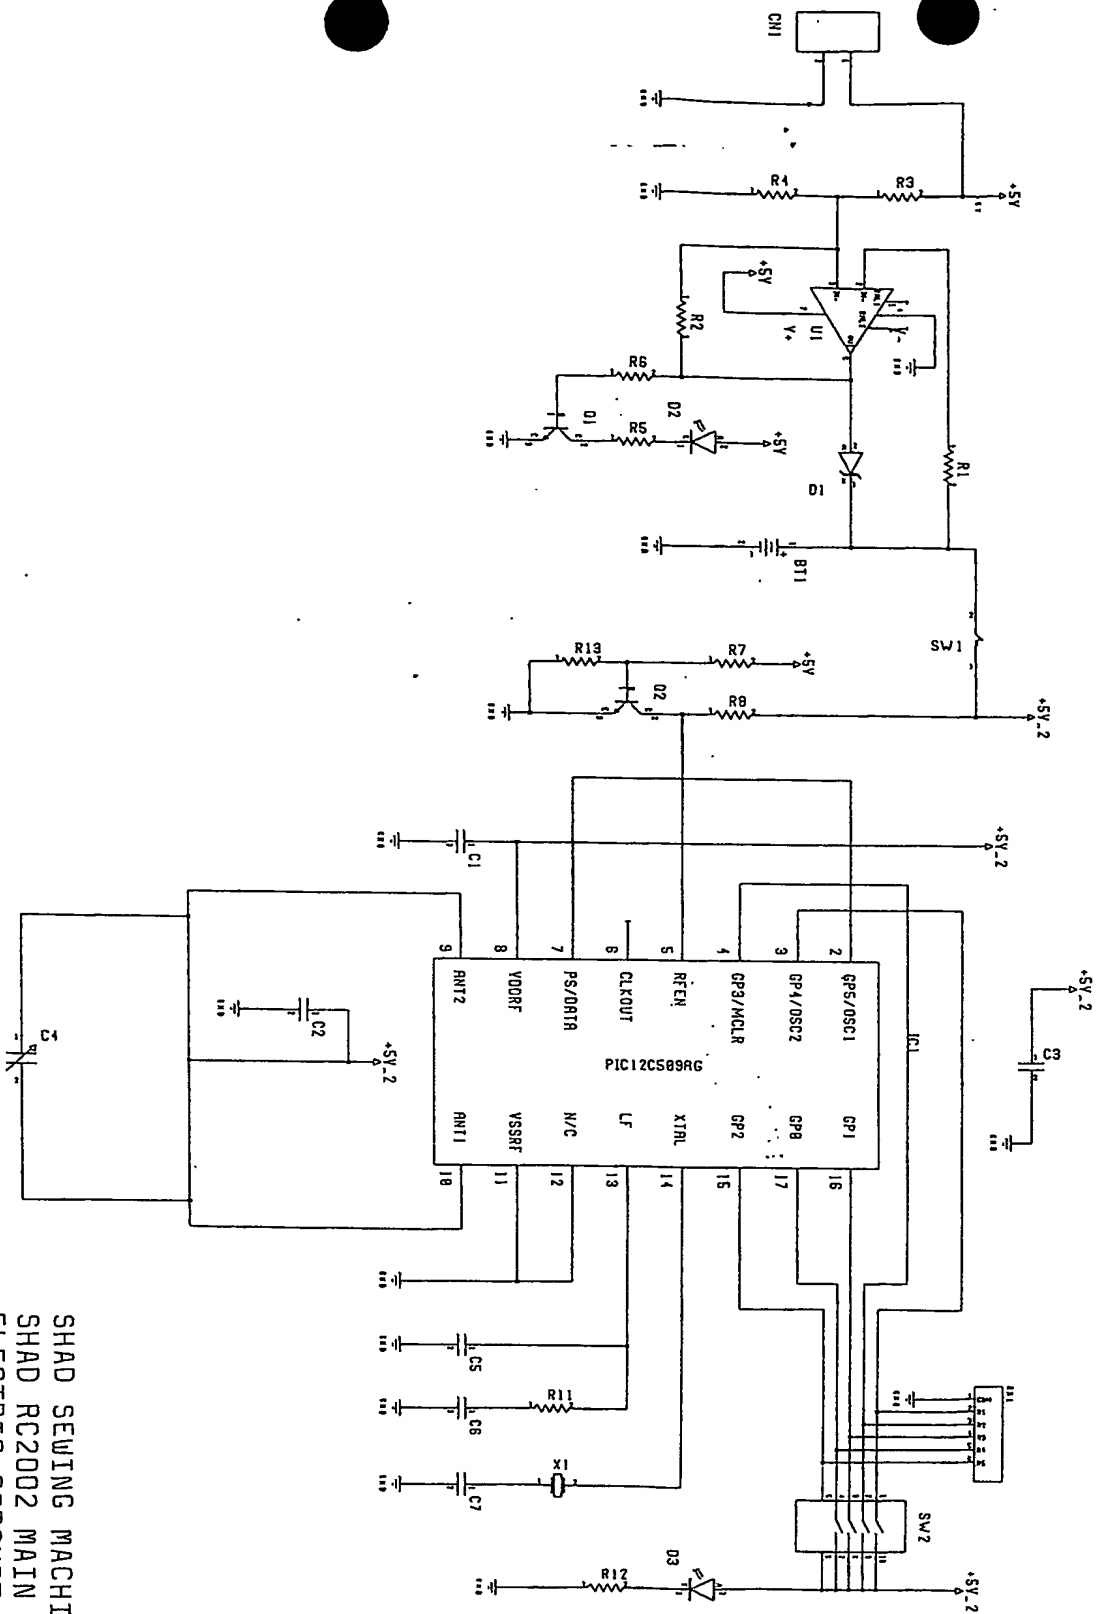 CN1
+5V
R4
R3
+5V
U1
V+
V-
R2
R6
Q1
D2
R5
+5V
D1
R1
BT1
SW1
R13
R7
+5V
Q2
R8
+5V_2
C1
+5V_2
9
8
7
6
5
4
3
2
ANT2
VDDRF
PS/DATA
CLKOUT
RFEN
GP3/MCLR
GP4/OSC2
GP5/OSC1
IC1
PIC12C509AG
C2
+5V_2
C4
+5V_2
C3
ANT1
VSSRF
N/C
LF
XTAL
GP2
GP0
GP1
10
11
12
13
14
15
17
16
C5
R11
C6
X1
C7
SW2
D3
R12
+5V_2
SHAD SEWING MACHI
SHAD RC2002 MAIN